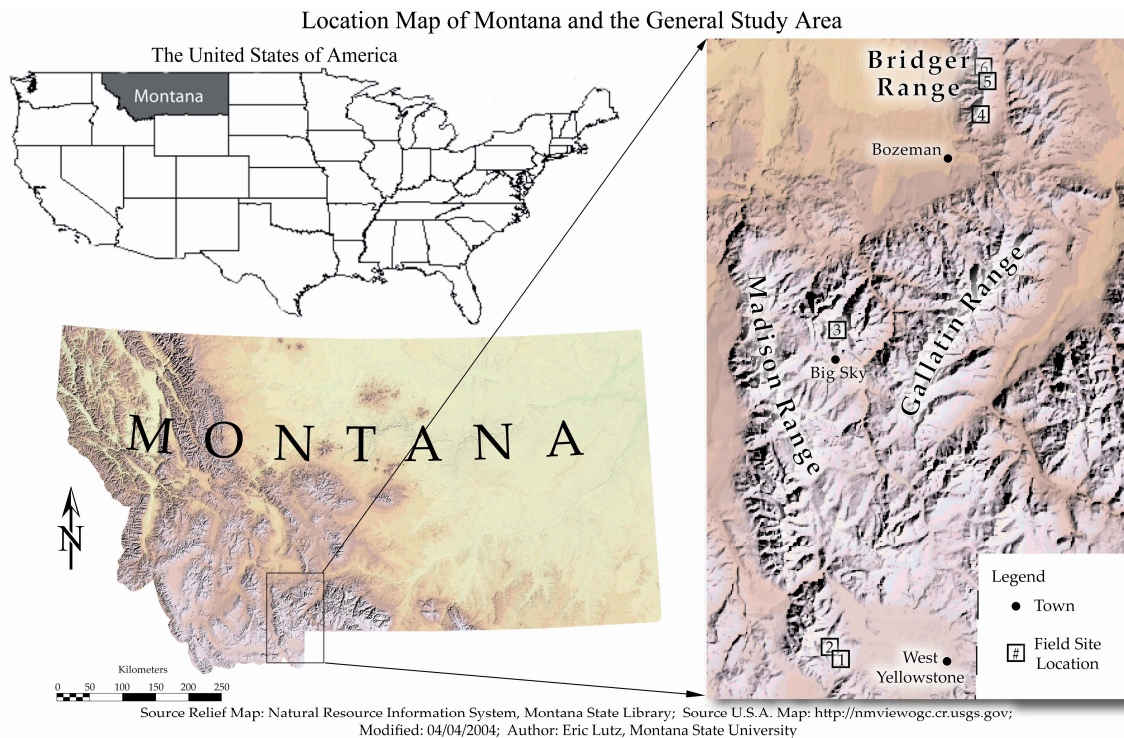 Location Map of Montana and the General Study Area
The United States of America
Montana
Bridger
Range
6
5
4
Bozeman
Madison Range
Gallatin Range
3
Big Sky
MONTANA
N
Legend
Town
# Field Site
Location
2
1
West
Yellowstone
Kilometers
0 50 100 150 200 250
Source Relief Map: Natural Resource Information System, Montana State Library; Source U.S.A. Map: http://nmviewogc.cr.usgs.gov;
Modified: 04/04/2004; Author: Eric Lutz, Montana State University